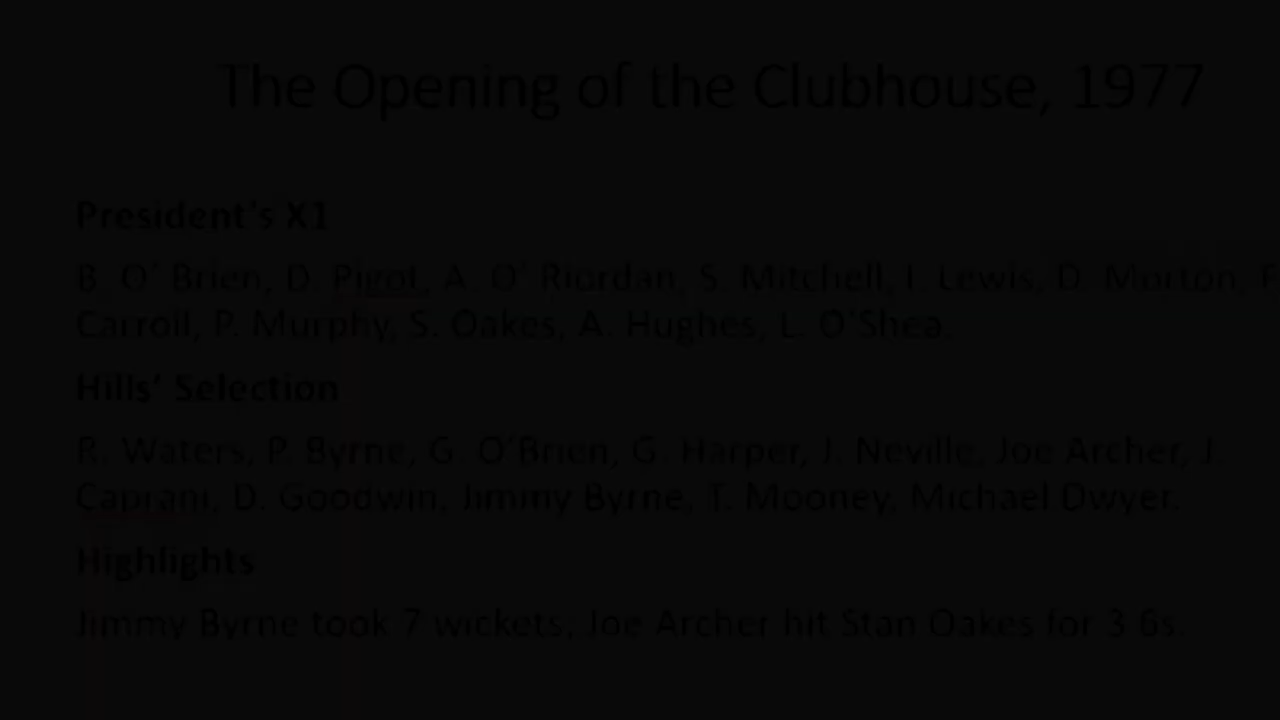 The Opening of the Clubhouse, 1977
President's X1
B. O' Brien, D. Pigot, A. O' Riordan, S. Mitchell, I. Lewis, D. Morton, P.
Carroll, P. Murphy, S. Oakes, A. Hughes, L. O'Shea.
Hills' Selection
R. Waters, P. Byrne, G. O'Brien, G. Harper, J. Neville, Joe Archer, J.
Caprani, D. Goodwin, Jimmy Byrne, T. Mooney, Michael Dwyer.
Highlights
Jimmy Byrne took 7 wickets; Joe Archer hit Stan Oakes for 3 6s.